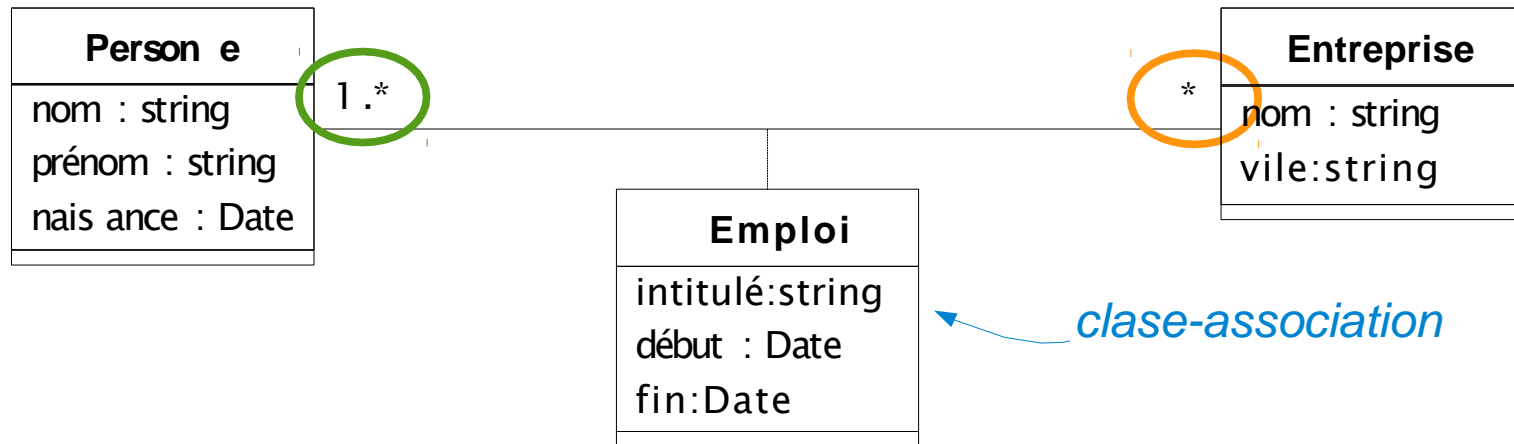 Person e
nom : string
prénom : string
nais ance : Date
1 .*
*
Entreprise
nom : string
vile:string
Emploi
intitulé:string
début : Date
fin:Date
clase-association